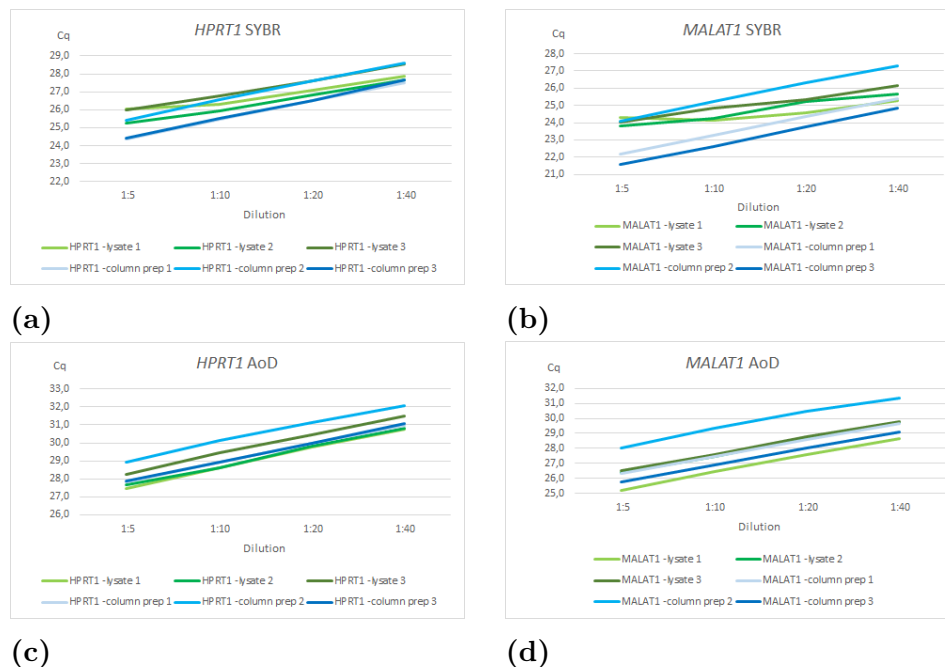 HPRT1 SYBR
Cq
29,0
28,0
27,0
26,0
25,0
24,0
23,0
22,0
1:5 1:10 1:20 1:40
Dilution
HPRT1 -lysate 1 HPRT1 -lysate 2 HPRT1 -lysate 3
HPRT1 -column prep 1 HPRT1 -column prep 2 HPRT1 -column prep 3
(a)
MALAT1 SYBR
Cq
27,0
26,0
25,0
24,0
23,0
22,0
21,0
1:5 1:10 1:20 1:40
Dilution
MALAT1 -lysate 1 MALAT1 -lysate 2
MALAT1 -lysate 3 MALAT1 -column prep 1
MALAT1 -column prep 2 MALAT1 -column prep 3
(b)
HPRT1 AoD
Cq
33,0
32,0
31,0
30,0
29,0
28,0
27,0
26,0
1:5 1:10 1:20 1:40
Dilution
HPRT1 -lysate 1 HPRT1 -lysate 2 HPRT1 -lysate 3
HPRT1 -column prep 1 HPRT1 -column prep 2 HPRT1 -column prep 3
(c)
MALAT1 AoD
Cq
32,0
31,0
30,0
29,0
28,0
27,0
26,0
25,0
1:5 1:10 1:20 1:40
Dilution
MALAT1 -lysate 1 MALAT1 -lysate 2
MALAT1 -lysate 3 MALAT1 -column prep 1
MALAT1 -column prep 2 MALAT1 -column prep 3
(d)